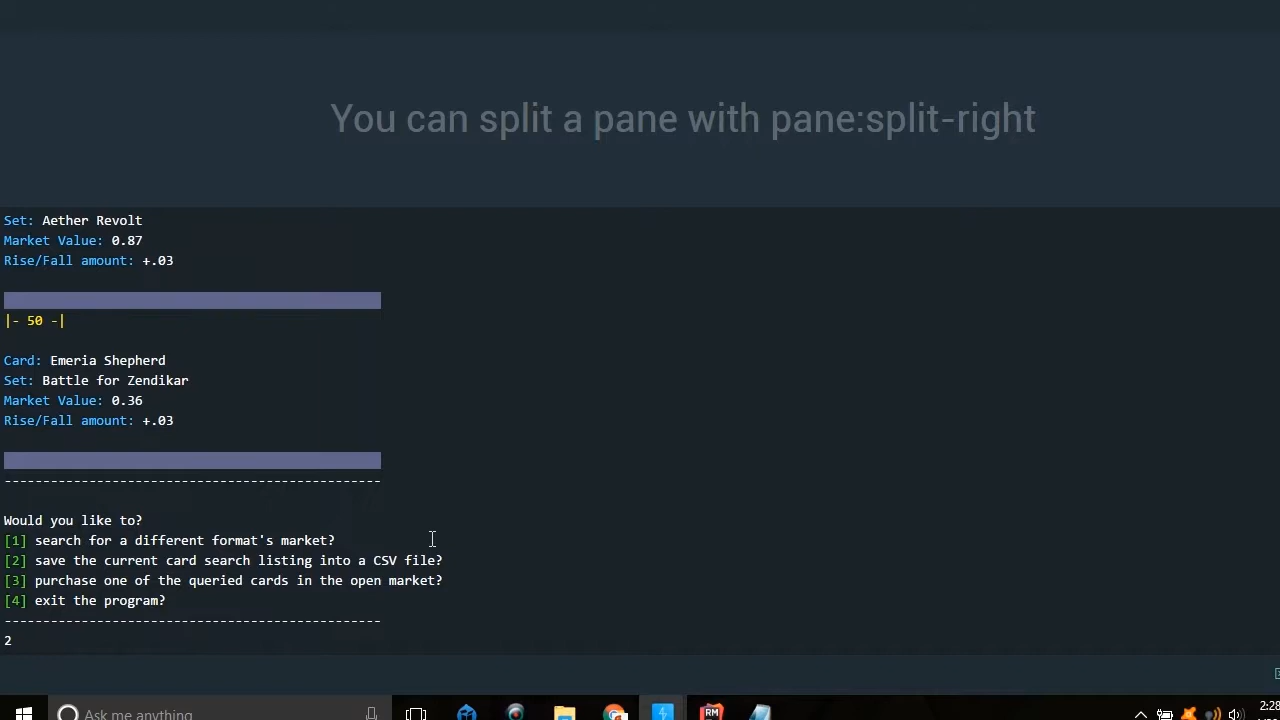 You can split a pane with pane:split-right
Set: Aether Revolt
Market Value: 0.87
Rise/Fall amount: +.03
|- 50 -|
Card: Emeria Shepherd
Set: Battle for Zendikar
Market Value: 0.36
Rise/Fall amount: +.03
-------------------------------------------------
Would you like to?
[1] search for a different format's market?
[2] save the current card search listing into a CSV file?
[3] purchase one of the queried cards in the open market?
[4] exit the program?
-------------------------------------------------
2
Ask me anything
RM
2:28